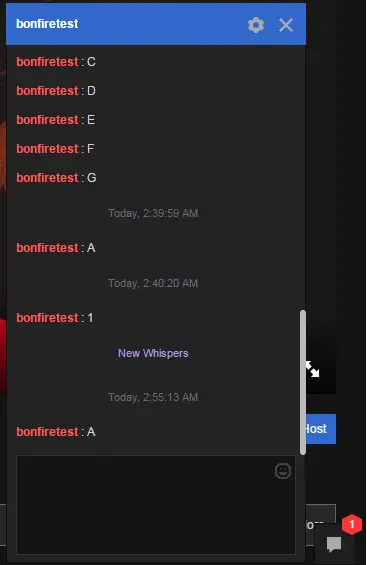 bonfiretest
bonfiretest : C
bonfiretest : D
bonfiretest : E
bonfiretest : F
bonfiretest : G
Today, 2:39:59 AM
bonfiretest : A
Today, 2:40:20 AM
bonfiretest : 1
New Whispers
Today, 2:55:13 AM
bonfiretest : A
Host
1